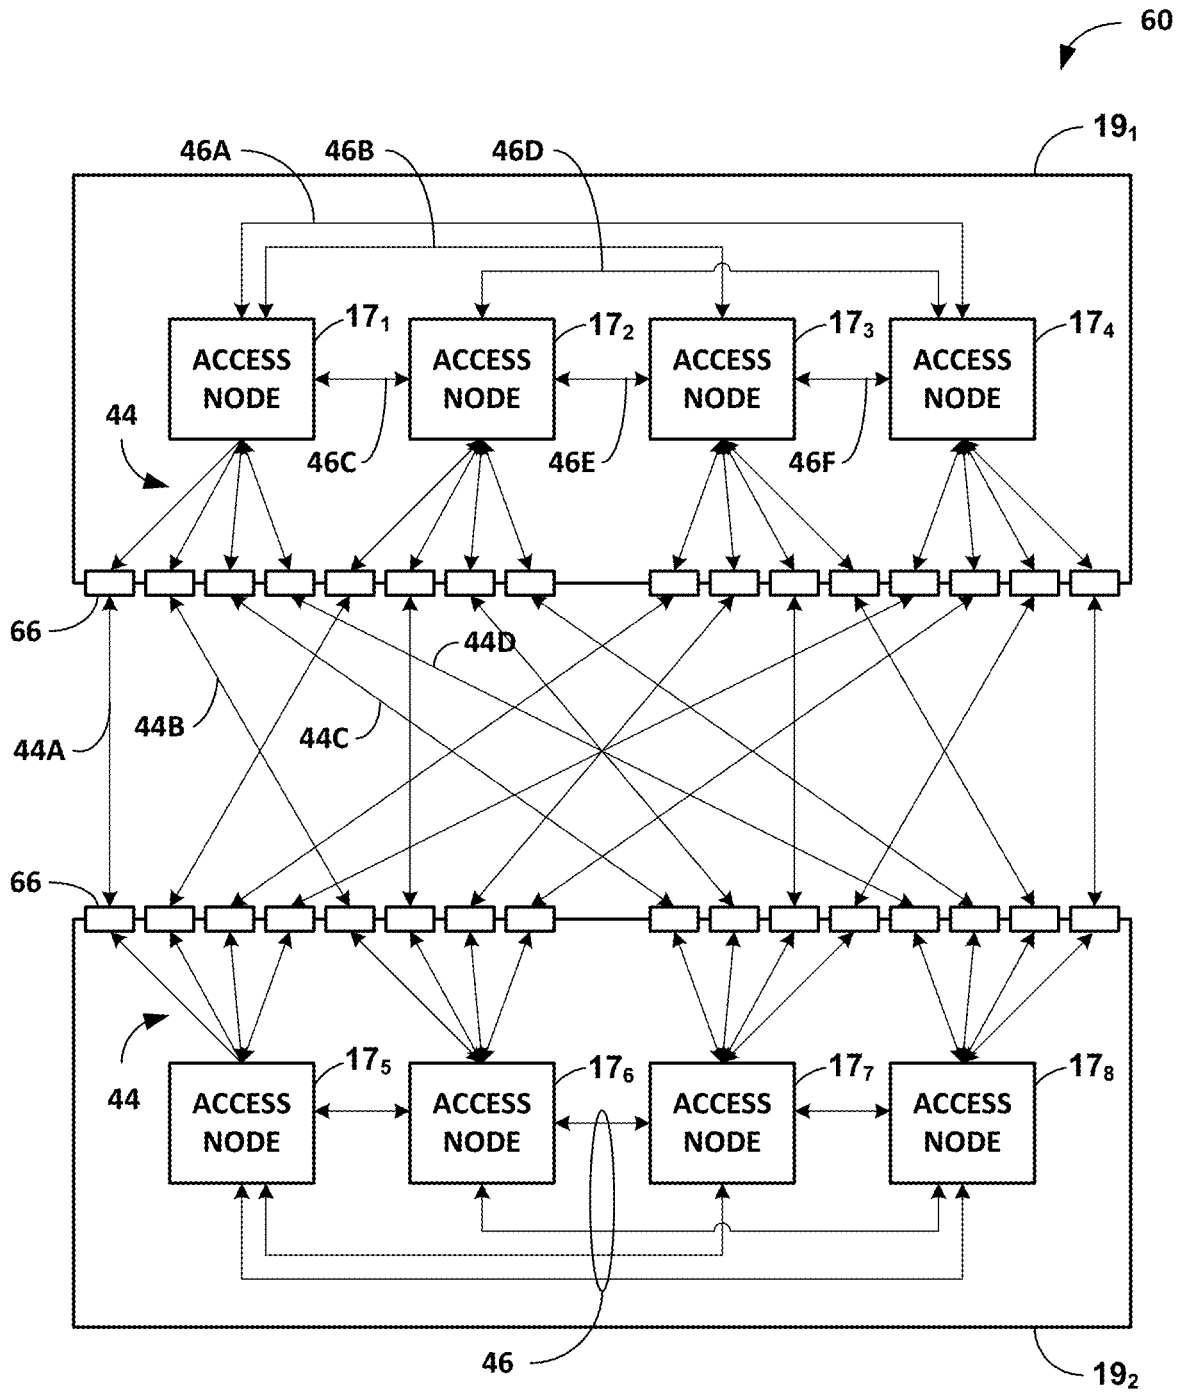 60
19₁
46A 46B 46D
17₁ 17₂ 17₃ 17₄
ACCESS NODE
ACCESS NODE
ACCESS NODE
ACCESS NODE
44
46C 46E 46F
66
44D
44B
44C
44A
66
44
17₅ 17₆ 17₇ 17₈
ACCESS NODE
ACCESS NODE
ACCESS NODE
ACCESS NODE
46
19₂